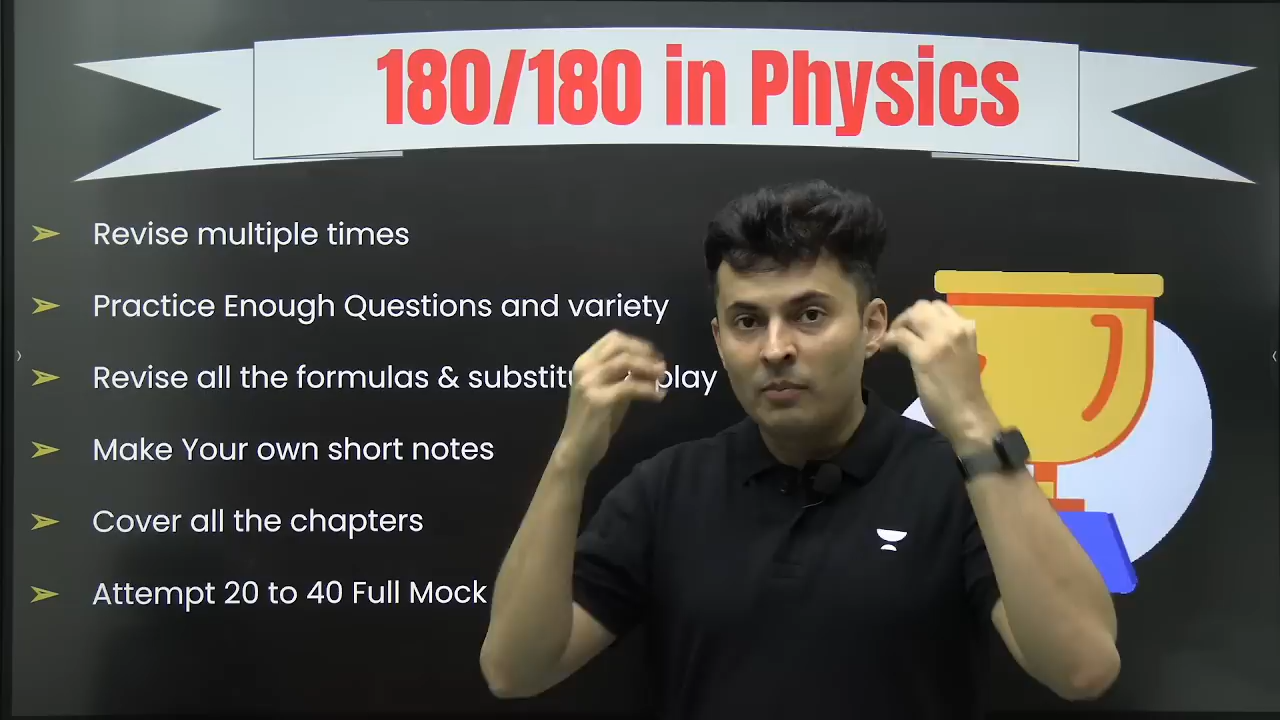 180/180 in Physics
➢ Revise multiple times
➢ Practice Enough Questions and variety
➢ Revise all the formulas & play
➢ Make Your own short notes
➢ Cover all the chapters
➢ Attempt 20 to 40 Full Mock